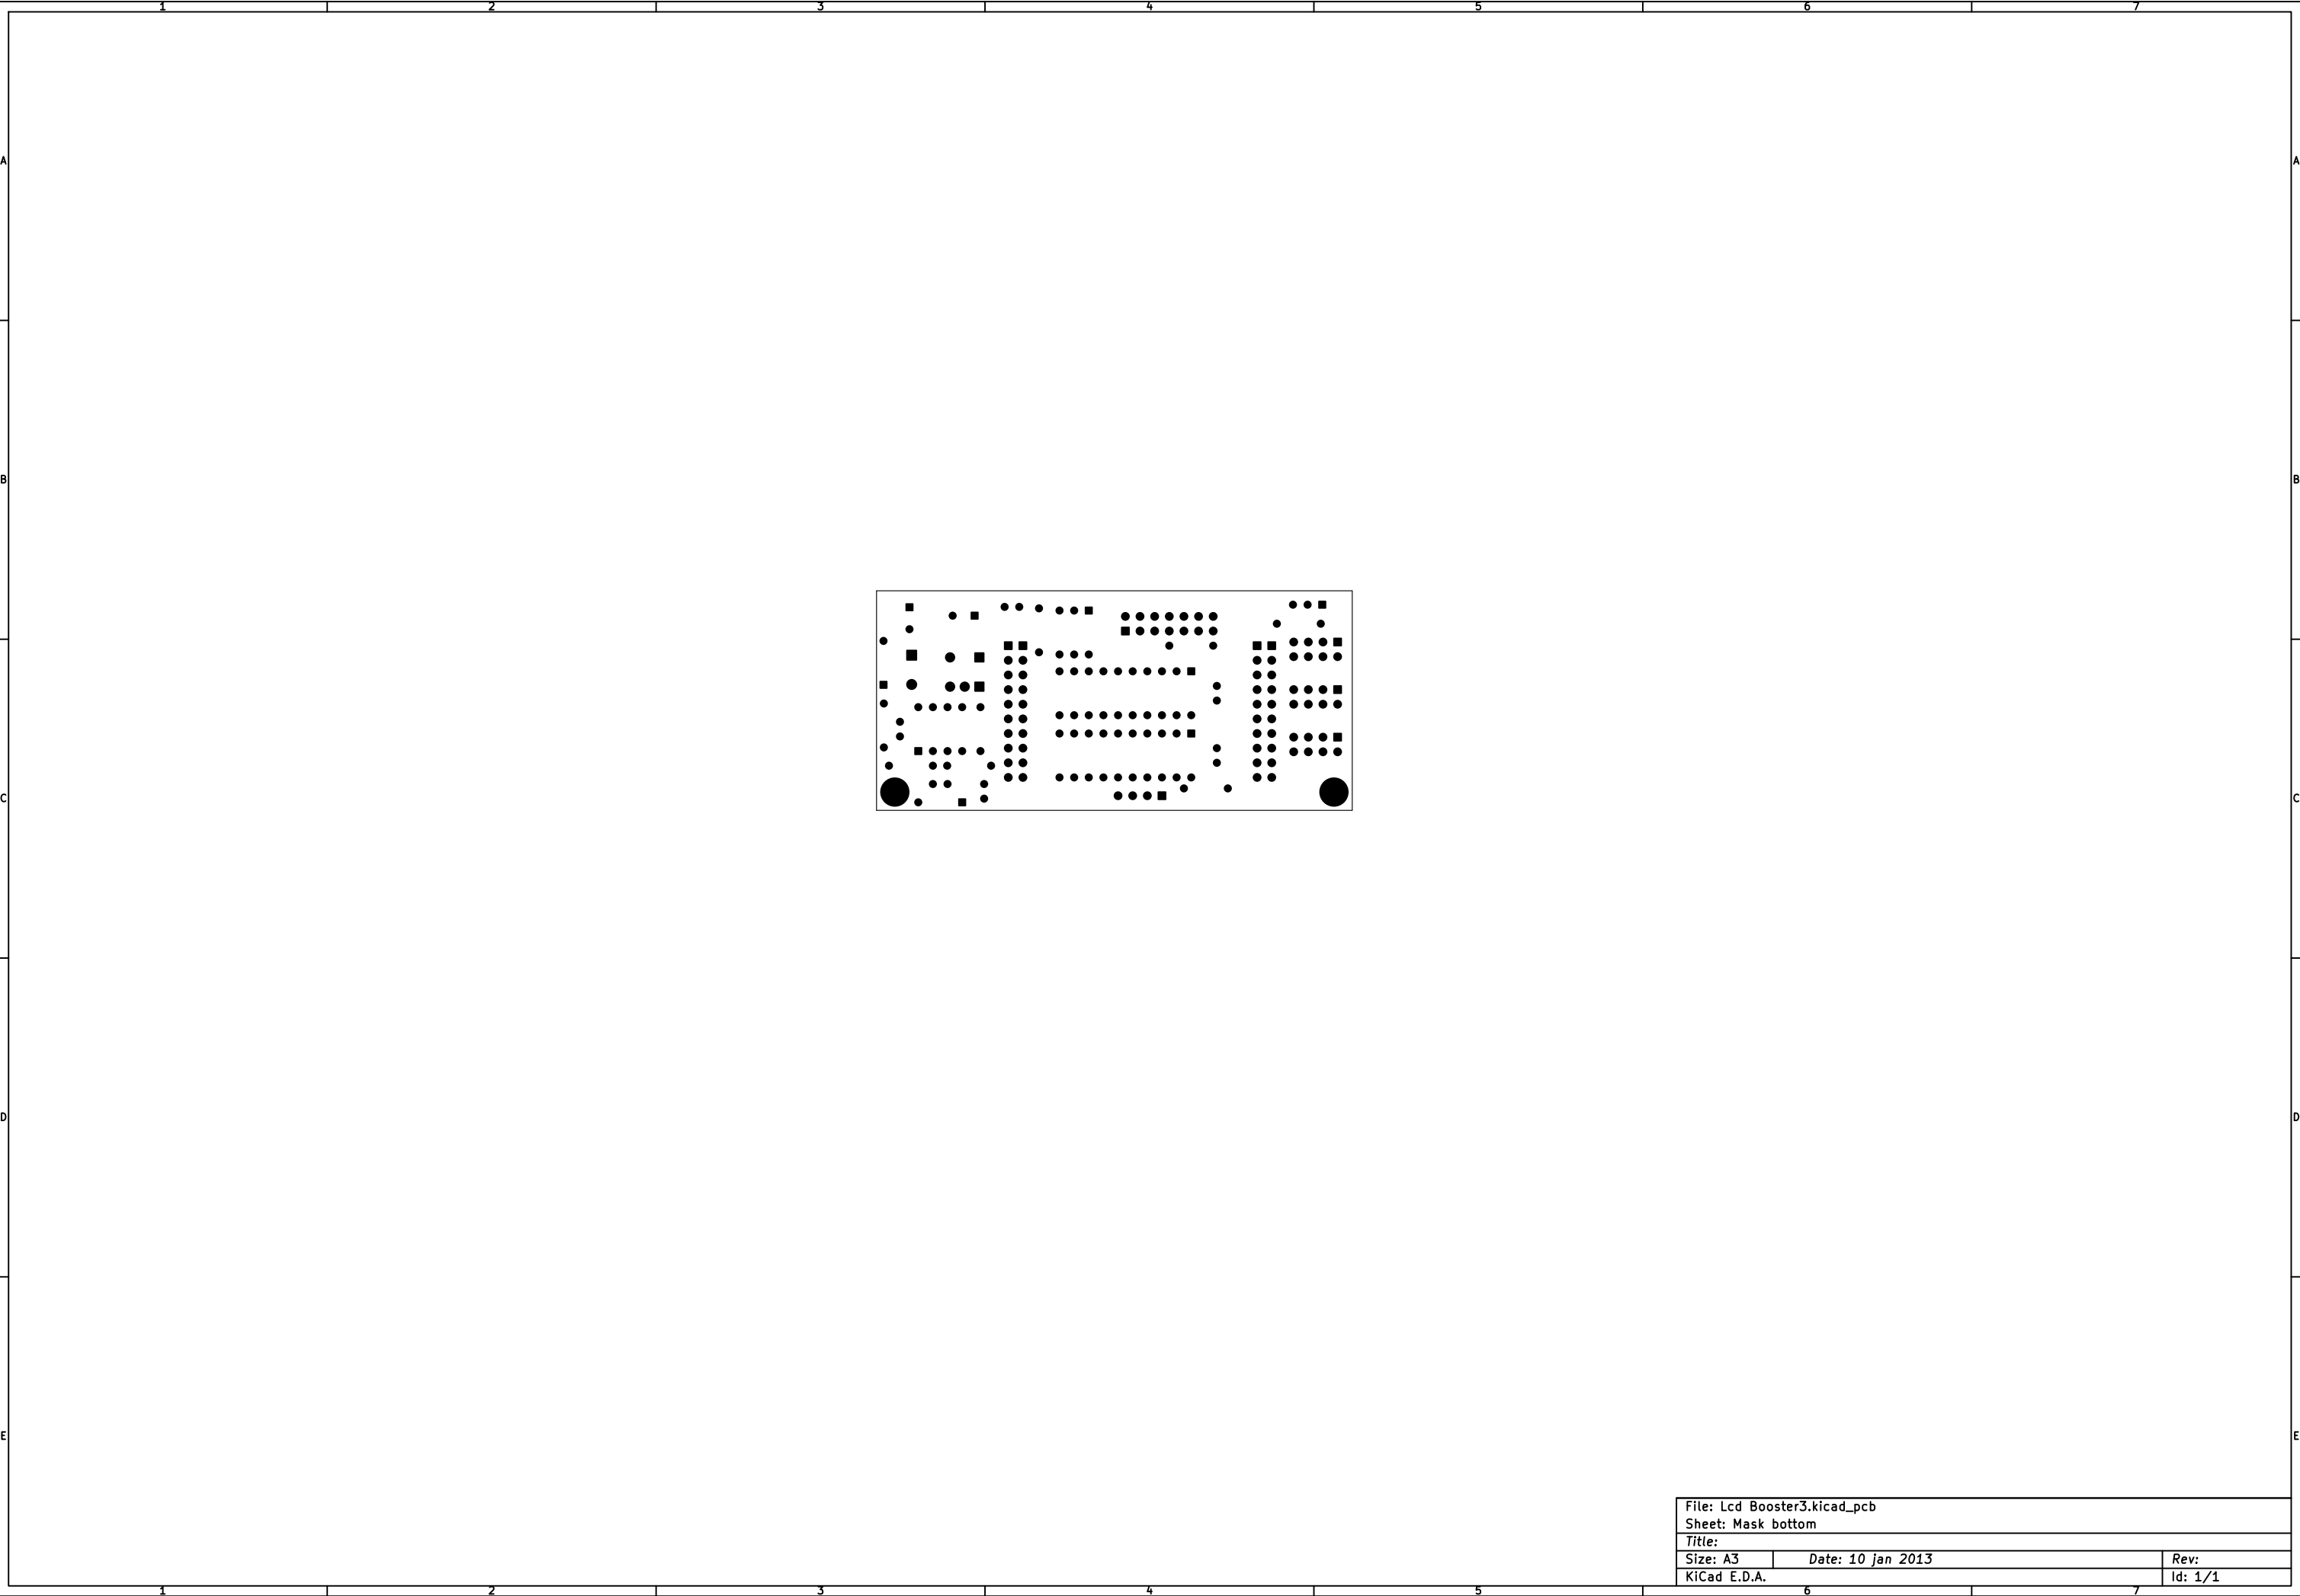 1 2 3 4 5 6 7
A A
B B
C C
D D
E E
File: Lcd Booster3.kicad_pcb
Sheet: Mask bottom
Title:
Size: A3 Date: 10 jan 2013 Rev:
KiCad E.D.A. Id: 1/1
1 2 3 4 5 6 7